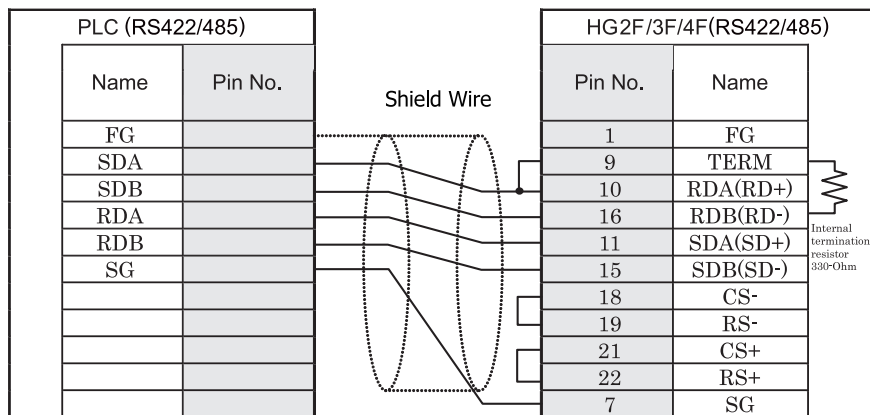 PLC (RS422/485)
HG2F/3F/4F(RS422/485)
Name Pin No.
Shield Wire
Pin No. Name
FG 1 FG
SDA 9 TERM
SDB 10 RDA(RD+)
RDA 16 RDB(RD-)
RDB 11 SDA(SD+)
SG 15 SDB(SD-)
18 CS-
19 RS-
21 CS+
22 RS+
7 SG
Internal
termination
resistor
330-Ohm